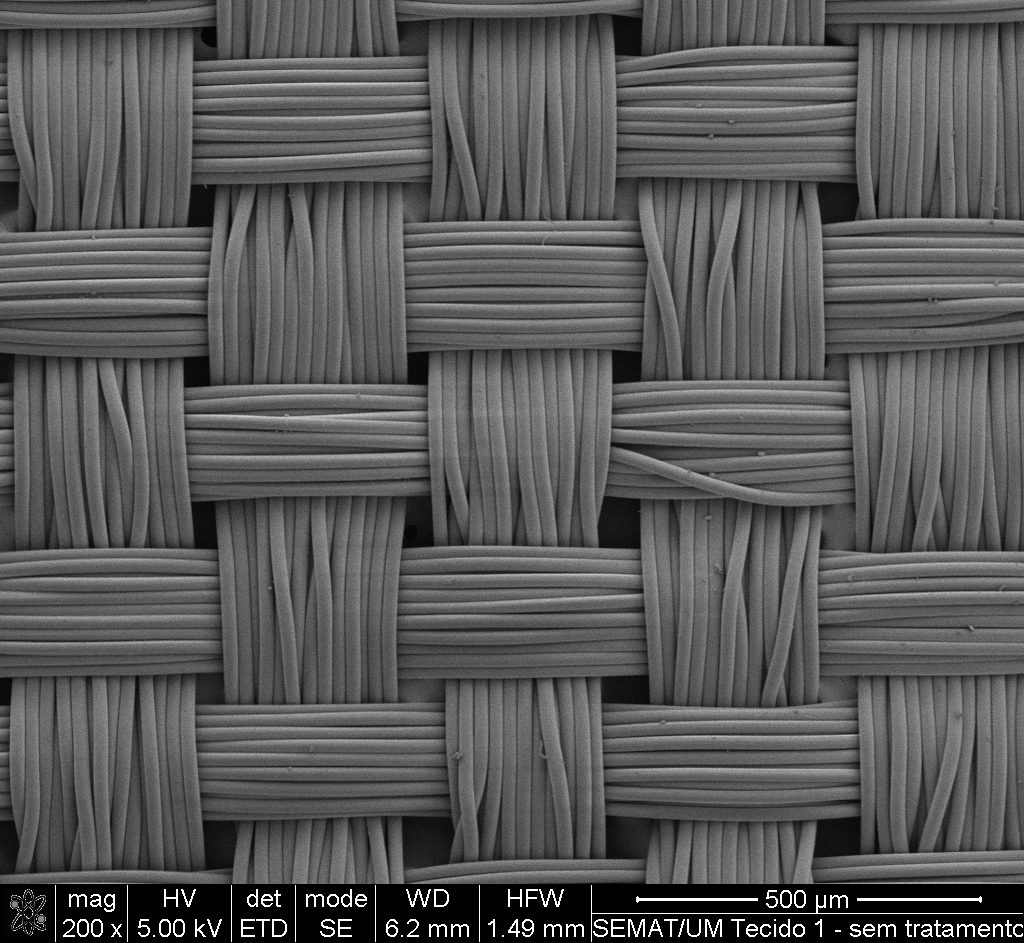 mag HV det mode WD HFW 500 µm
200 x 5.00 kV ETD SE 6.2 mm 1.49 mm SEMAT/UM Tecido 1 - sem tratamento